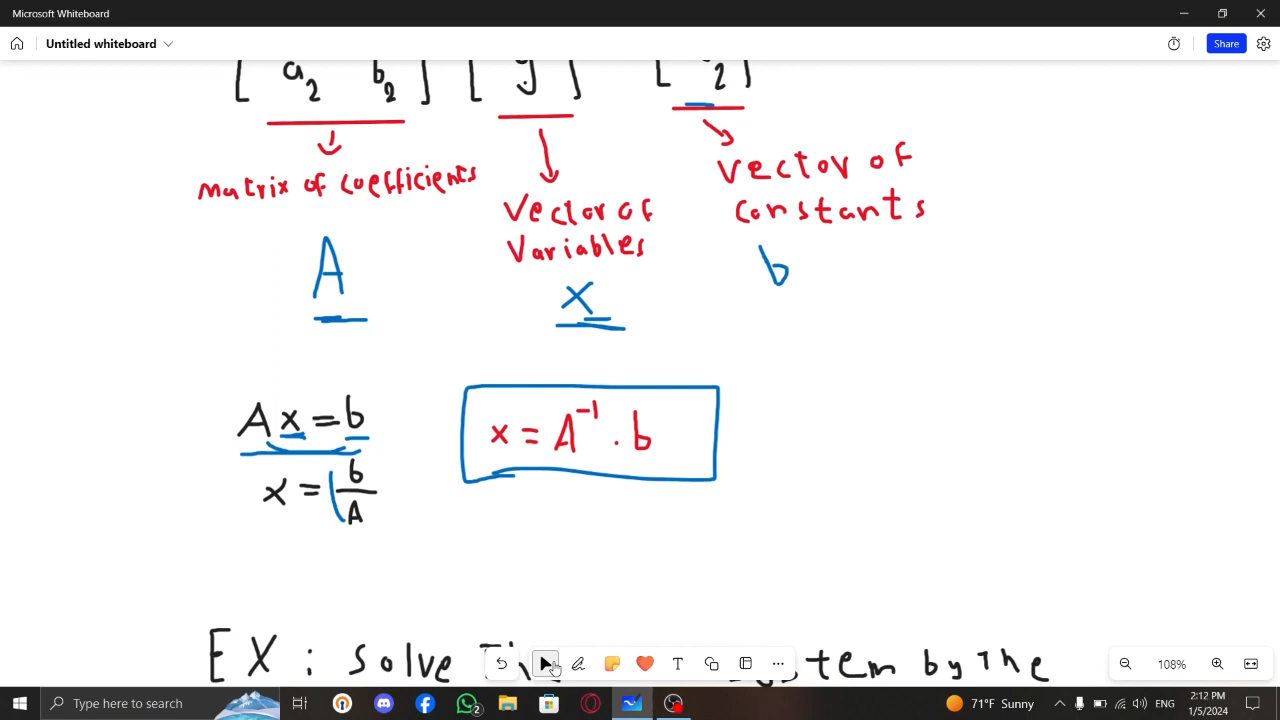 Microsoft Whiteboard
Untitled whiteboard
Share
[ a2 b2 ] [ y ] [ 2 ]
matrix of coefficients
Vector of
Variables
Vector of
constants
A
x
b
Ax = b
x = b/A
x = A⁻¹ . b
EX : solve The
stem by The
108%
Type here to search
2
71°F Sunny
ENG
2:12 PM
1/5/2024